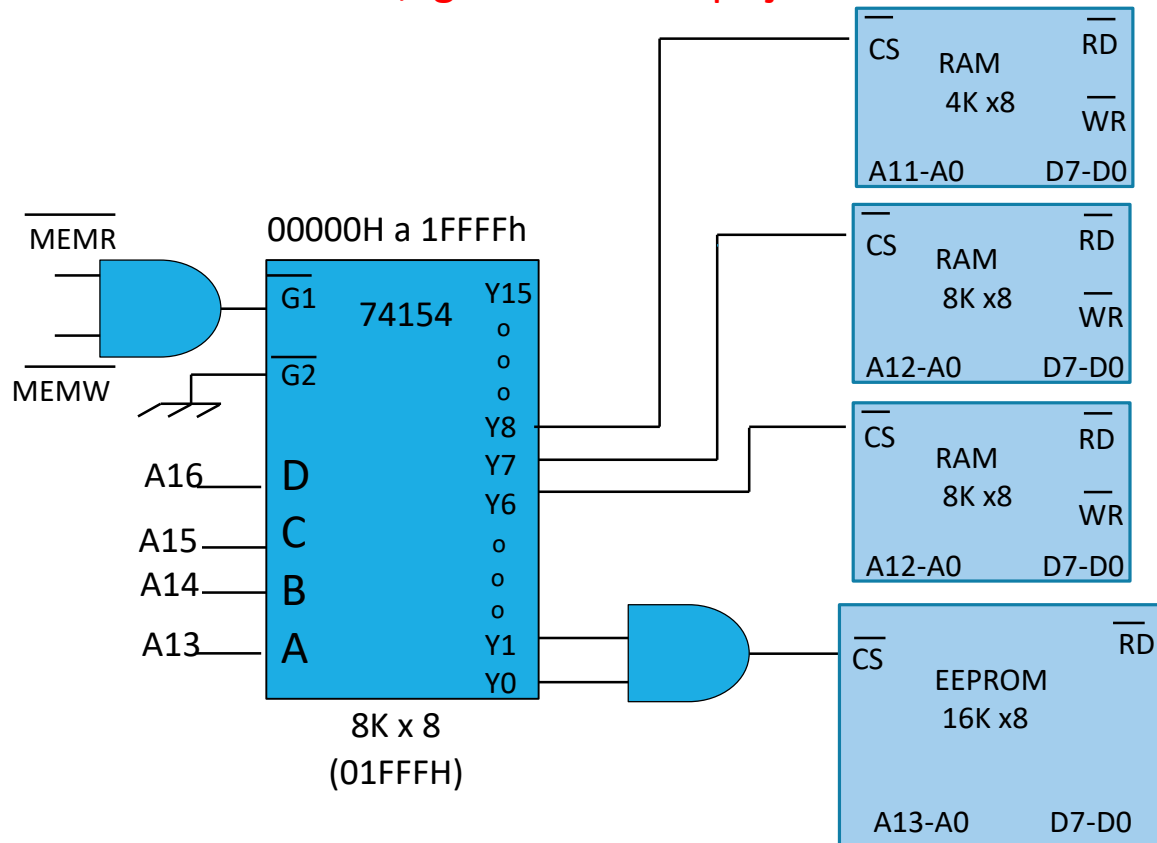 CS
RD
RAM
4K x8
WR
A11-A0 D7-D0
MEMR
00000H a 1FFFFh
CS
RD
RAM
8K x8
WR
A12-A0 D7-D0
G1
74154
Y15
o
o
o
G2
MEMW
Y8
CS
RD
A16
D
Y7
RAM
8K x8
Y6
WR
A15
C
o
A12-A0 D7-D0
A14
B
o
o
A13
A
Y1
CS
RD
Y0
EEPROM
16K x8
8K x 8
(01FFFH)
A13-A0 D7-D0